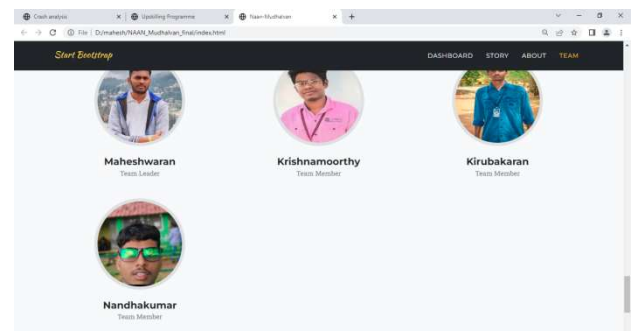 Crash analysis
Upskilling Programme
Naan-Mudhalvan
File D:/mahesh/NAAN_Mudhalvan_final/index.html
Start Bootstrap DASHBOARD STORY ABOUT TEAM
Maheshwaran Krishnamoorthy Kirubakaran
Team Leader Team Member Team Member
Nandhakumar
Team Member